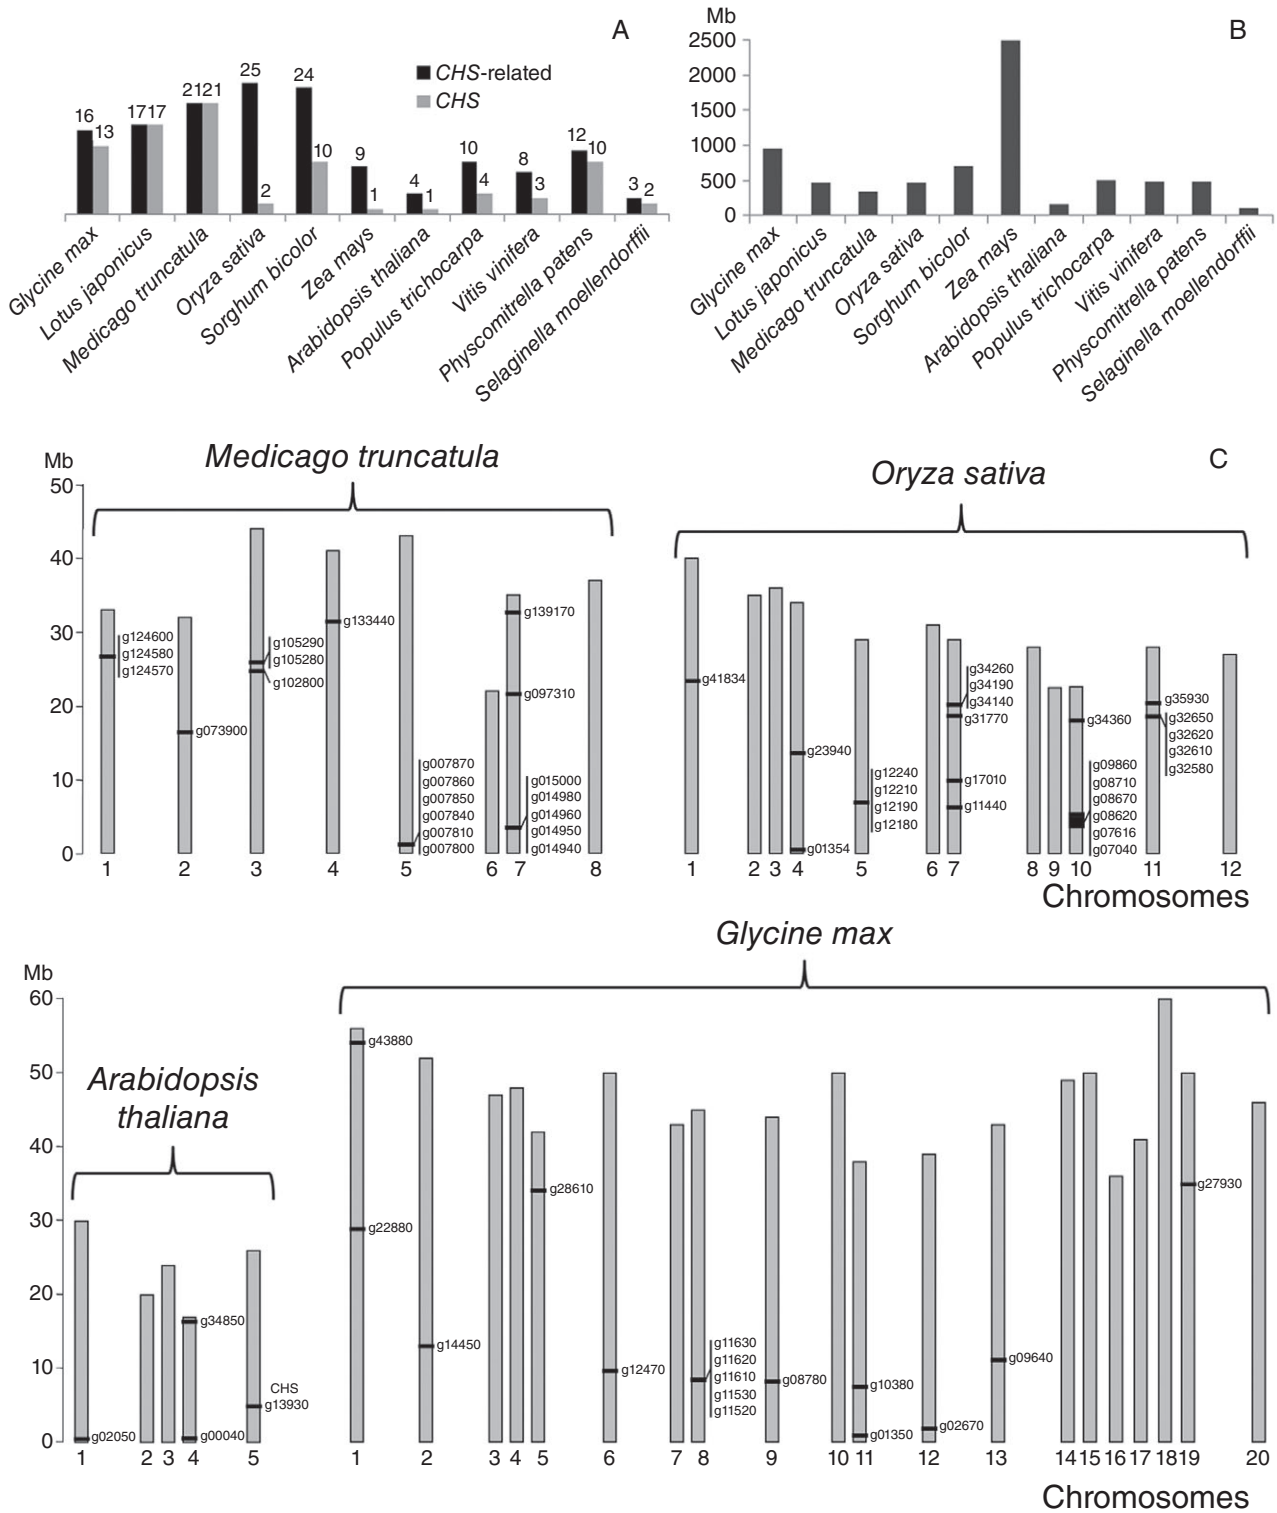 A
25
24
CHS-related
CHS
2121
1717
16
13
12
10
10
10
9
8
4
4
3
3
2
2
1
1
Glycine max
Lotus japonicus
Medicago truncatula
Oryza sativa
Sorghum bicolor
Zea mays
Arabidopsis thaliana
Populus trichocarpa
Vitis vinifera
Physcomitrella patens
Selaginella moellendorffii
Mb
B
2500
2000
1500
1000
500
0
Glycine max
Lotus japonicus
Medicago truncatula
Oryza sativa
Sorghum bicolor
Zea mays
Arabidopsis thaliana
Populus trichocarpa
Vitis vinifera
Physcomitrella patens
Selaginella moellendorffii
C
Medicago truncatula
Mb
50
40
30
20
10
0
g124600
g124580
g124570
g073900
g105290
g105280
g102800
g133440
g007870
g007860
g007850
g007840
g007810
g007800
g139170
g097310
g015000
g014980
g014960
g014950
g014940
1 2 3 4 5 6 7 8
Oryza sativa
g41834
g23940
g01354
g12240
g12210
g12190
g12180
g34260
g34190
g34140
g31770
g17010
g11440
g34360
g09860
g08710
g08670
g08620
g07616
g07040
g35930
g32650
g32620
g32610
g32580
1 2 3 4 5 6 7 8 9 10 11 12
Chromosomes
Mb
60
50
40
30
20
10
0
Arabidopsis
thaliana
g02050
g34850
g00040
CHS
g13930
1 2 3 4 5
Glycine max
g43880
g22880
g14450
g28610
g12470
g11630
g11620
g11610
g11530
g11520
g08780
g10380
g01350
g02670
g09640
g27930
1 2 3 4 5 6 7 8 9 10 11 12 13 14 15 16 17 18 19 20
Chromosomes